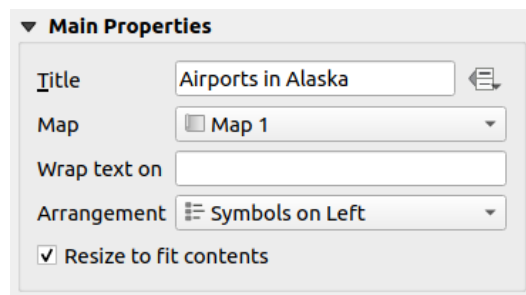 Main Properties
Title Airports in Alaska
Map Map 1
Wrap text on
Arrangement Symbols on Left
Resize to fit contents